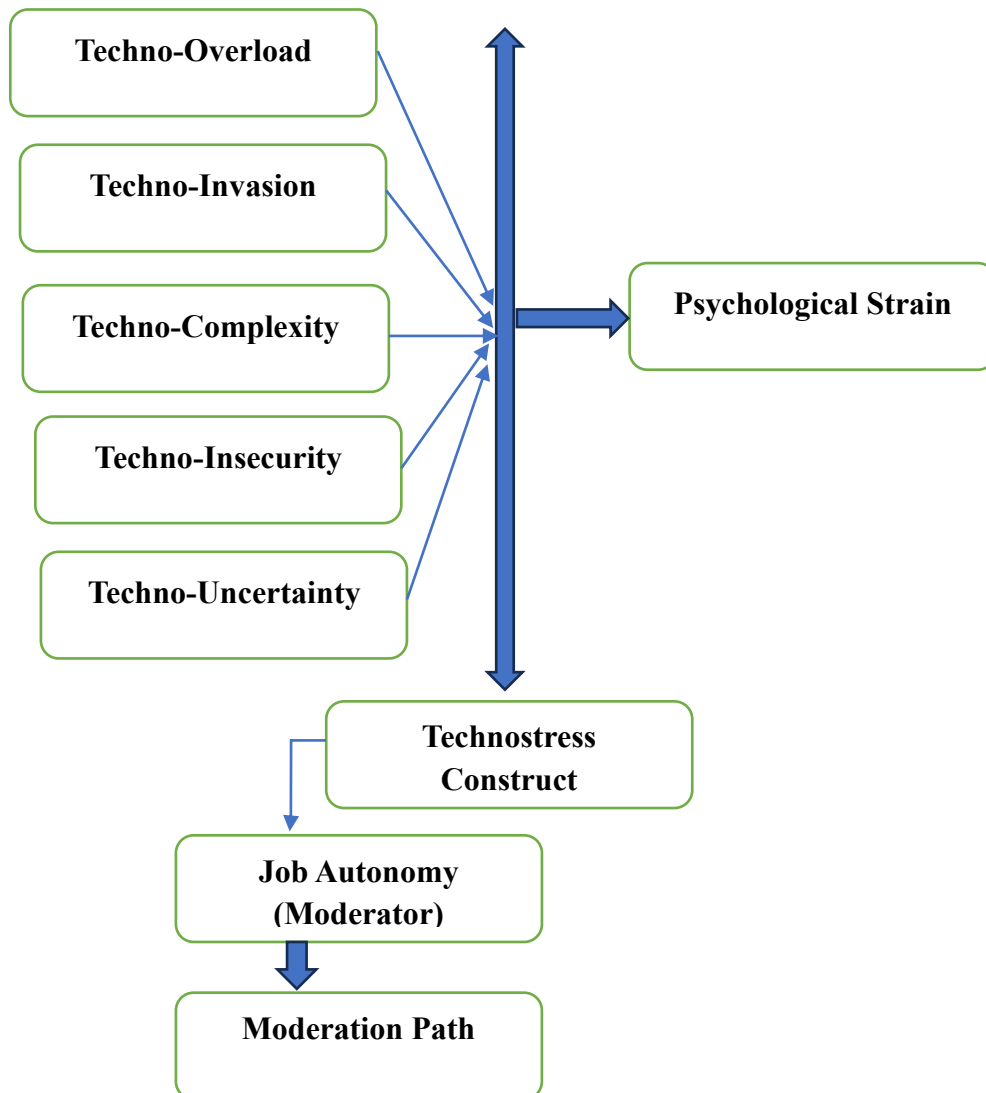 Techno-Overload
Techno-Invasion
Techno-Complexity
Psychological Strain
Techno-Insecurity
Techno-Uncertainty
Technostress
Construct
Job Autonomy
(Moderator)
Moderation Path